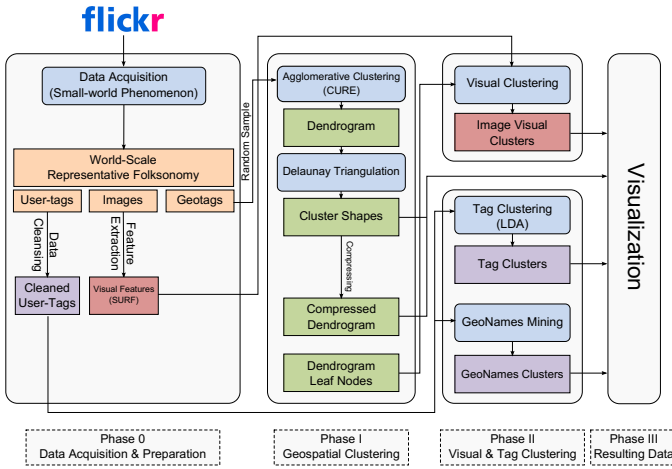 flickr
Data Acquisition
(Small-world Phenomenon)
World-Scale
Representative Folksonomy
User-tags
Images
Geotags
Data
Cleansing
Feature
Extraction
Cleaned
User-Tags
Visual Features
(SURF)
Random Sample
Agglomerative Clustering
(CURE)
Dendrogram
Delaunay Triangulation
Cluster Shapes
Compressing
Compressed
Dendrogram
Dendrogram
Leaf Nodes
Visual Clustering
Image Visual
Clusters
Tag Clustering
(LDA)
Tag Clusters
GeoNames Mining
GeoNames Clusters
Visualization
Phase 0
Data Acquisition & Preparation
Phase I
Geospatial Clustering
Phase II
Visual & Tag Clustering
Phase III
Resulting Data